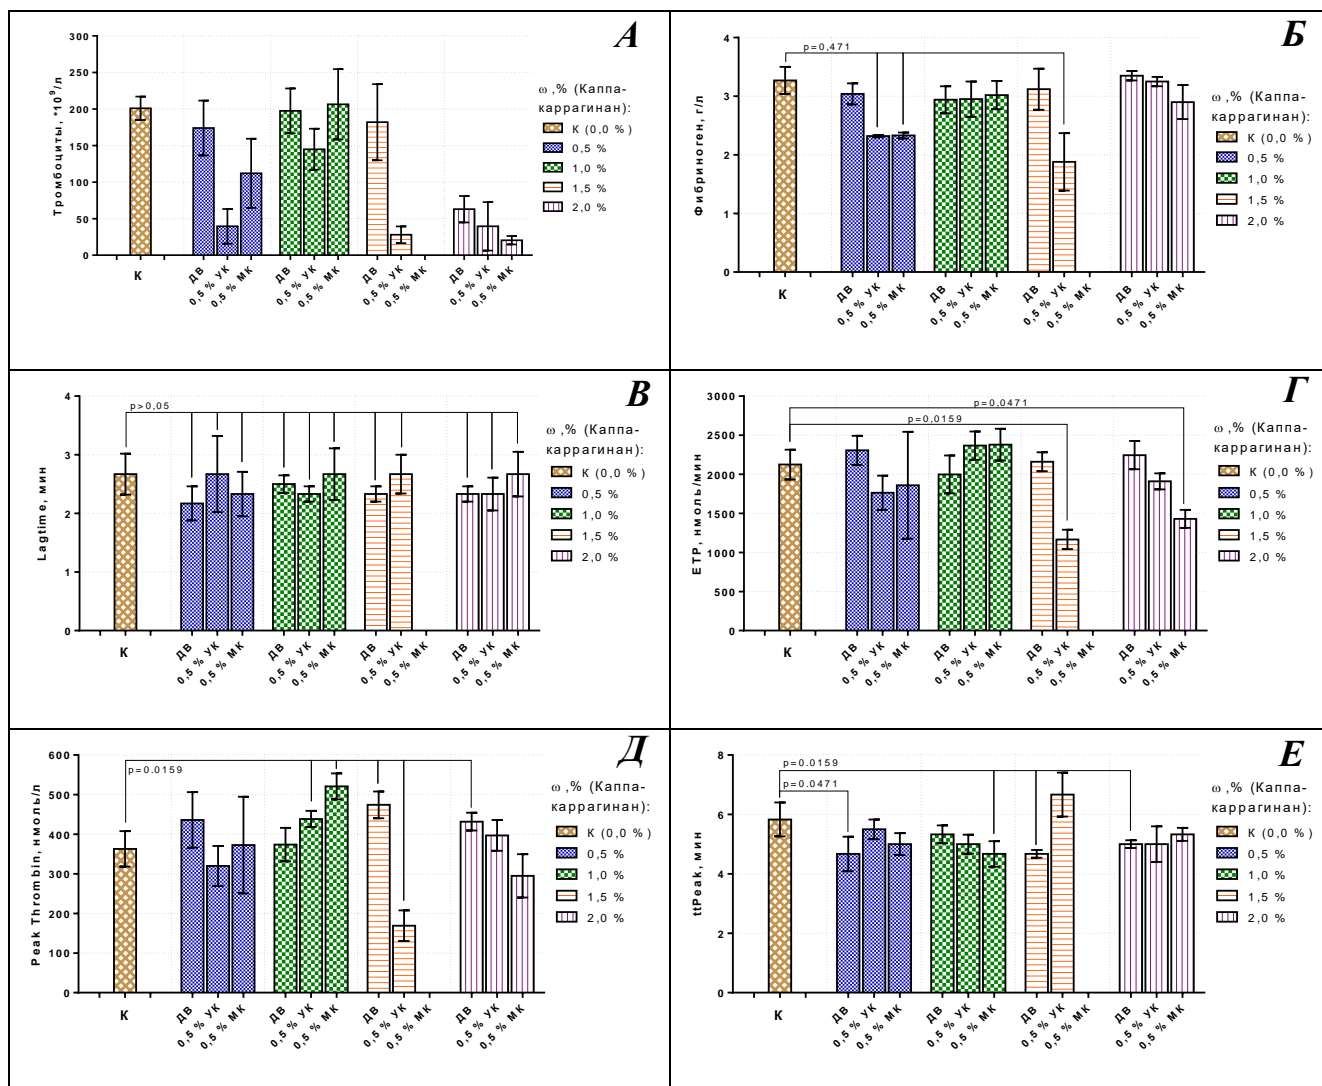 А
Тромбоциты, *10⁹/л
300
250
200
150
100
50
0
К
ДВ
0,5 % УК
0,5 % МК
ДВ
0,5 % УК
0,5 % МК
ДВ
0,5 % УК
0,5 % МК
ДВ
0,5 % УК
0,5 % МК
ω,% (Каппа-
каррагинан):
К (0,0 %)
0,5 %
1,0 %
1,5 %
2,0 %
Б
Фибриноген, г/л
4
3
2
1
0
p=0,471
К
ДВ
0,5 % УК
0,5 % МК
ДВ
0,5 % УК
0,5 % МК
ДВ
0,5 % УК
0,5 % МК
ДВ
0,5 % УК
0,5 % МК
ω,% (Каппа-
каррагинан):
К (0,0 %)
0,5 %
1,0 %
1,5 %
2,0 %
В
Lagtime, мин
4
3
2
1
0
p>0,05
К
ДВ
0,5 % УК
0,5 % МК
ДВ
0,5 % УК
0,5 % МК
ДВ
0,5 % УК
0,5 % МК
ДВ
0,5 % УК
0,5 % МК
ω,% (Каппа-
каррагинан):
К (0,0 %)
0,5 %
1,0 %
1,5 %
2,0 %
Г
ETP, нмоль/мин
3000
2500
2000
1500
1000
500
0
p=0,0471
p=0,0159
К
ДВ
0,5 % УК
0,5 % МК
ДВ
0,5 % УК
0,5 % МК
ДВ
0,5 % УК
0,5 % МК
ДВ
0,5 % УК
0,5 % МК
ω,% (Каппа-
каррагинан):
К (0,0 %)
0,5 %
1,0 %
1,5 %
2,0 %
Д
Peak Thrombin, нмоль/л
600
500
400
300
200
100
0
p=0.0159
К
ДВ
0,5 % УК
0,5 % МК
ДВ
0,5 % УК
0,5 % МК
ДВ
0,5 % УК
0,5 % МК
ДВ
0,5 % УК
0,5 % МК
ω,% (Каппа-
каррагинан):
К (0,0 %)
0,5 %
1,0 %
1,5 %
2,0 %
Е
ttPeak, мин
8
6
4
2
0
p=0.0159
p=0.0471
К
ДВ
0,5 % УК
0,5 % МК
ДВ
0,5 % УК
0,5 % МК
ДВ
0,5 % УК
0,5 % МК
ДВ
0,5 % УК
0,5 % МК
ω,% (Каппа-
каррагинан):
К (0,0 %)
0,5 %
1,0 %
1,5 %
2,0 %